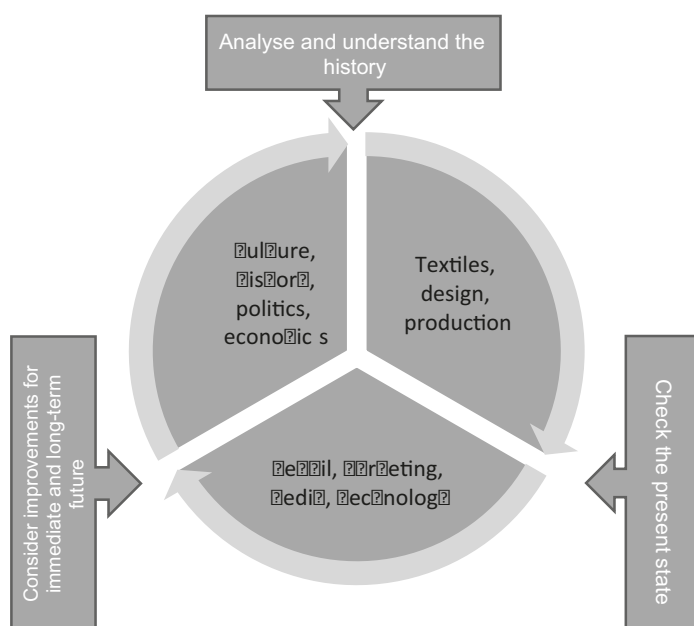 Analyse and understand the
history
politics,
Textiles,
design,
production
Consider improvements for
immediate and long-term
future
Check the present state